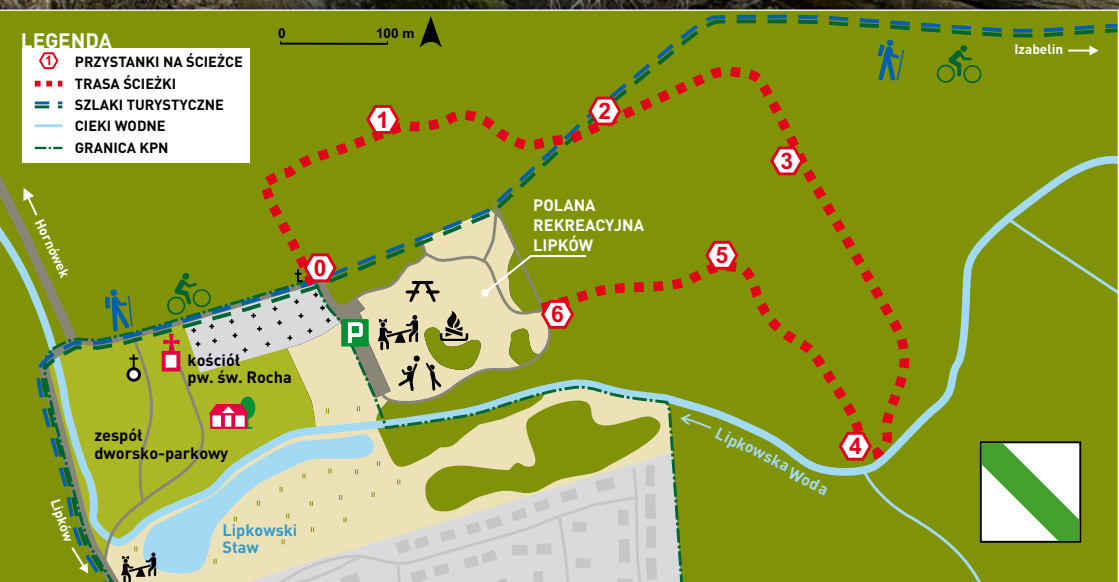 LEGENDA
1 PRZYSTANKI NA ŚCIEŻCE
TRASA ŚCIEŻKI
SZLAKI TURYSTYCZNE
CIEKI WODNE
GRANICA KPN
0 100 m
Izabelin
1
2
3
Hornówek
POLANA
REKREACYJNA
LIPKÓW
0
5
6
P
kościół
pw. św. Rocha
zespół
dworsko-parkowy
4
Lipkowska Woda
Lipków
Lipkowski
Staw